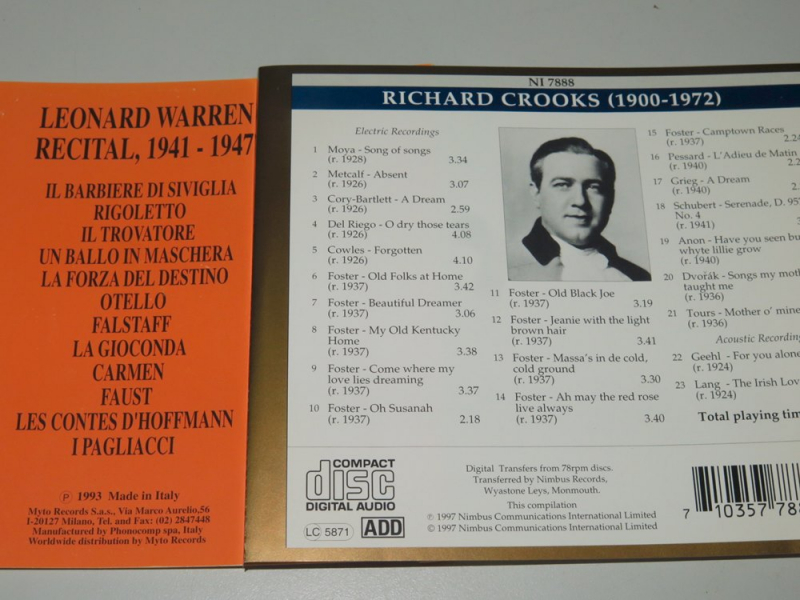 LEONARD WARREN
RECITAL, 1941 - 1947
IL BARBIERE DI SIVIGLIA
RIGOLETTO
IL TROVATORE
UN BALLO IN MASCHERA
LA FORZA DEL DESTINO
OTELLO
FALSTAFF
LA GIOCONDA
CARMEN
FAUST
LES CONTES D'HOFFMANN
I PAGLIACCI
℗ 1993 Made in Italy
Myto Records S.a.s., Via Marco Aurelio,56
I-20127 Milano, Tel. and Fax: (02) 2847448
Manufactured by Phonocomp spa, Italy
Worldwide distribution by Myto Records
NI 7888
RICHARD CROOKS (1900-1972)
Electric Recordings
1 Moya - Song of songs
(r. 1928) 3.34
2 Metcalf - Absent
(r. 1926) 3.07
3 Cory-Bartlett - A Dream
(r. 1926) 2.59
4 Del Riego - O dry those tears
(r. 1926) 4.08
5 Cowles - Forgotten
(r. 1926) 4.10
6 Foster - Old Folks at Home
(r. 1937) 3.42
7 Foster - Beautiful Dreamer
(r. 1937) 3.06
8 Foster - My Old Kentucky
Home
(r. 1937) 3.38
9 Foster - Come where my
love lies dreaming
(r. 1937) 3.37
10 Foster - Oh Susanah
(r. 1937) 2.18
11 Foster - Old Black Joe
(r. 1937) 3.19
12 Foster - Jeanie with the light
brown hair
(r. 1937) 3.41
13 Foster - Massa's in de cold,
cold ground
(r. 1937) 3.30
14 Foster - Ah may the red rose
live always
(r. 1937) 3.40
15 Foster - Camptown Races
(r. 1937) 2.24
16 Pessard - L'Adieu de Matin
(r. 1940) 2.2
17 Grieg - A Dream
(r. 1940) 2.
18 Schubert - Serenade, D. 957
No. 4
(r. 1941) 3
19 Anon - Have you seen bu
whyte lillie grow
(r. 1940)
20 Dvořák - Songs my moth
taught me
(r. 1936)
21 Tours - Mother o' mine
(r. 1936)
Acoustic Recording
22 Geehl - For you alone
(r. 1924)
23 Lang - The Irish Lov
(r. 1924)
Total playing tim
COMPACT
disc
DIGITAL AUDIO
LC 5871
ADD
Digital Transfers from 78rpm discs.
Transferred by Nimbus Records,
Wyastone Leys, Monmouth.
This compilation
℗ 1997 Nimbus Communications International Limited
© 1997 Nimbus Communications International Limited
7 10357 788